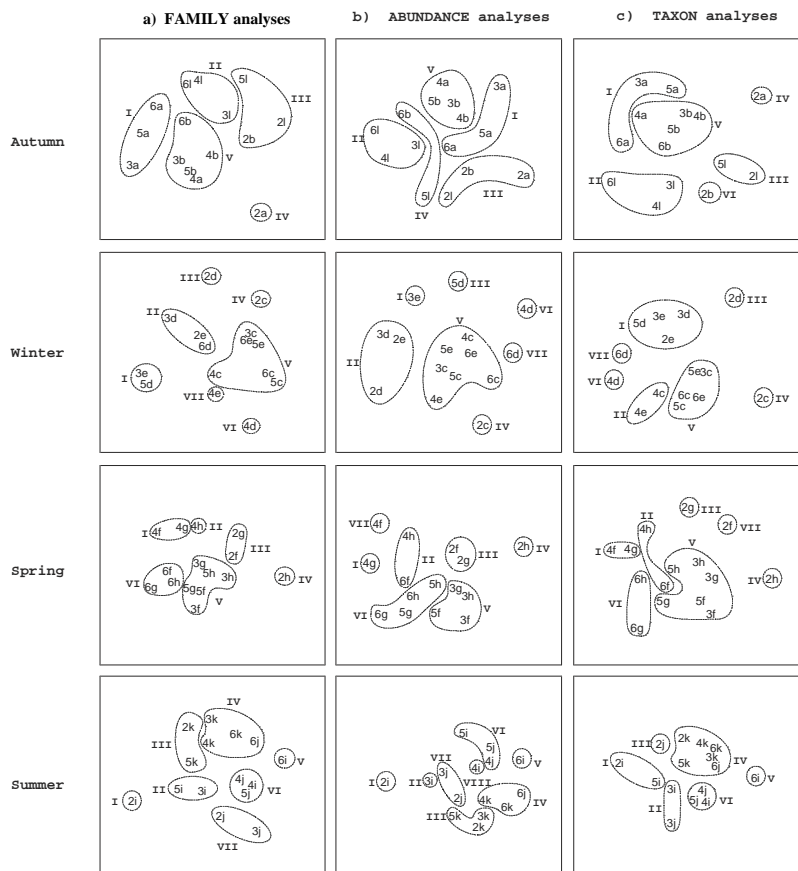 a) FAMILY analyses b) ABUNDANCE analyses c) TAXON analyses
Autumn
II
6l 4l 5l
3l
III
I
6a
5a
3a
6b
3b 4b
5b
4a
V
2l
2b
2a IV
V
4a
5b 3b
4b
3a
I
5a
6a
6b
II
6l
3l
4l
5l
IV
2b
2l
2a
III
I
3a
5a
4a
6a
3b 4b
5b
6b
V
2a IV
5l
2l
III
II
6l
3l
4l
2b
VI
Winter
III 2d
IV 2c
II
3d
2e
6d
3c
6e 5e
V
4c
6c
5c
I
3e
5d
VII 4e
VI 4d
I 3e
5d III
4d VI
V
4c
5e 6e
3c
5c
6c
4e
6d VII
II
3d
2e
2d
2c IV
2d III
I
5d 3e 3d
2e
VII 6d
VI 4d
4c
4e
II
5e 3c
6c 6e
5c
V
2c IV
Spring
I 4f 4g 4h II
2g
2f
III
3g
5h 3h
5g 5f
3f
V
6f
6h
6g
VI
2h IV
VII 4f
I 4g
4h
II
6f
2f
2g
III
2h IV
5h
6h
5g
6g
VI
3g
3h
5f
3f
V
2g III
2f
VII
II
4h
I 4f 4g
6f
V
3h
5h
3g
5g
5f
3f
6h
VI
6g
IV 2h
Summer
IV
3k
2k
III
6k
4k 6j
5k
6i V
II 5i 3i
4j
4i
5j
VI
I 2i
2j
3j
VII
VI
5i
5j
4j
VII
3j
4i
VIII
6i
V
I 2i
II 3i
2j
6j
4k
6k
IV
III 5k 3k
2k
III 2j
2k
4k 6k
3k
5k 6j
IV
I 2i
5i
6i
V
3i
II
3j
4j
5j 4i
VI